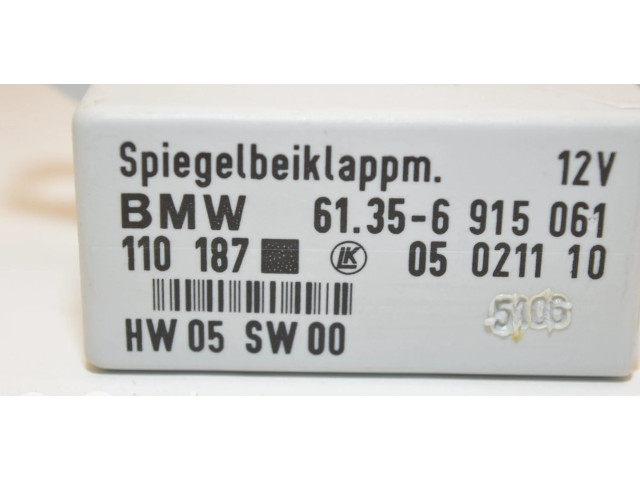 Spiegelbeiklappm. 12V
BMW 61.35-6 915 061
110 187 LK 05 0211 10
HW 05 SW 00
5106